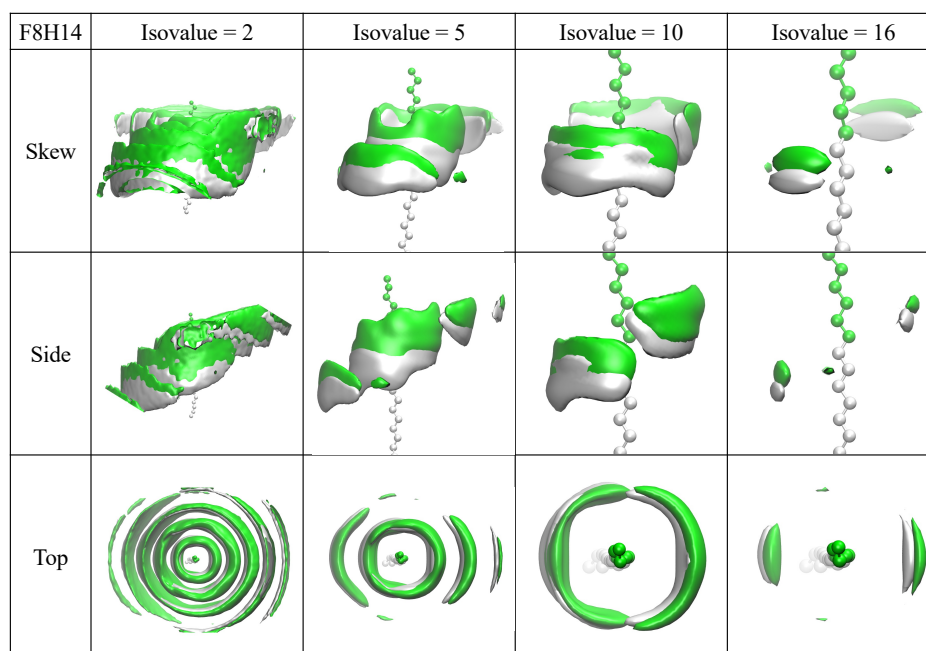 F8H14 Isovalue = 2 Isovalue = 5 Isovalue = 10 Isovalue = 16
Skew
Side
Top